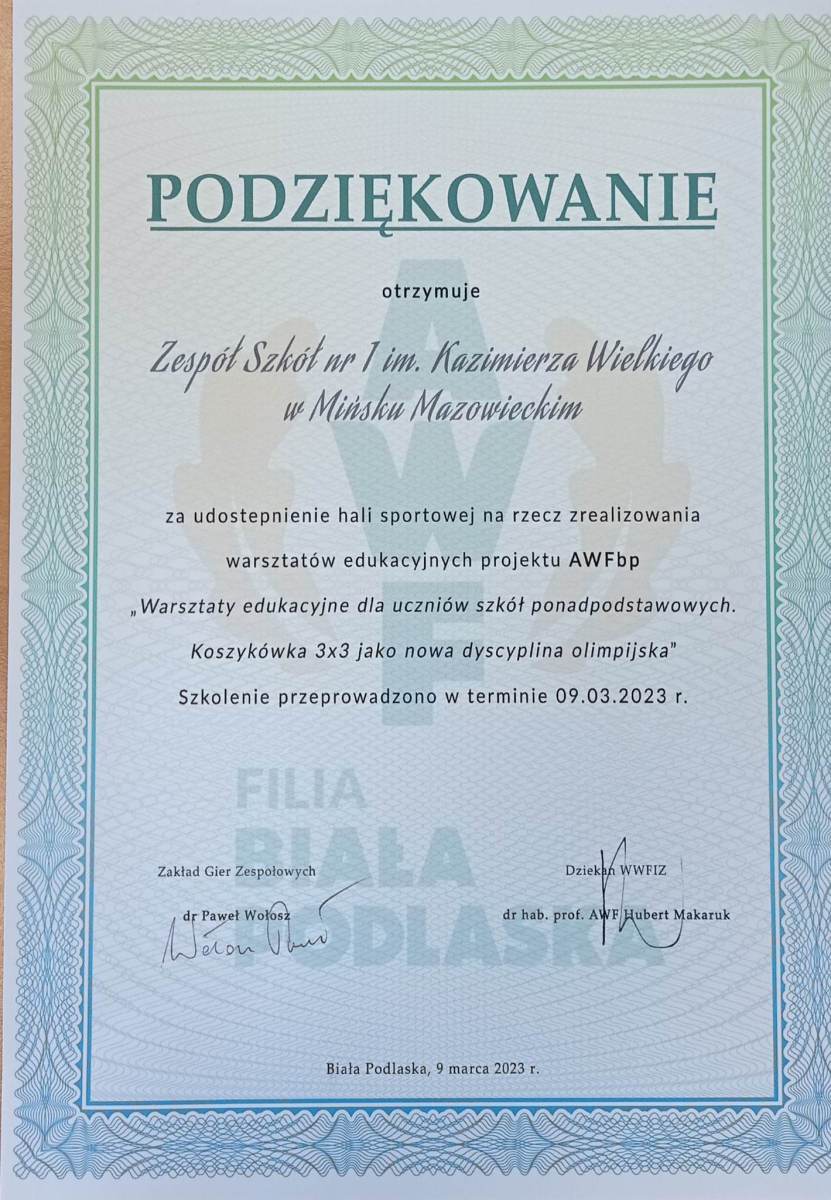 PODZIĘKOWANIE
otrzymuje
Zespół Szkół nr 1 im. Kazimierza Wielkiego
w Mińsku Mazowieckim
za udostepnienie hali sportowej na rzecz zrealizowania
warsztatów edukacyjnych projektu AWFbp
„Warsztaty edukacyjne dla uczniów szkół ponadpodstawowych.
Koszykówka 3x3 jako nowa dyscyplina olimpijska”
Szkolenie przeprowadzono w terminie 09.03.2023 r.
AWF
FILIA
BIAŁA
PODLASKA
Zakład Gier Zespołowych
dr Paweł Wołosz
Dziekan WWFIZ
dr hab. prof. AWF Hubert Makaruk
Biała Podlaska, 9 marca 2023 r.